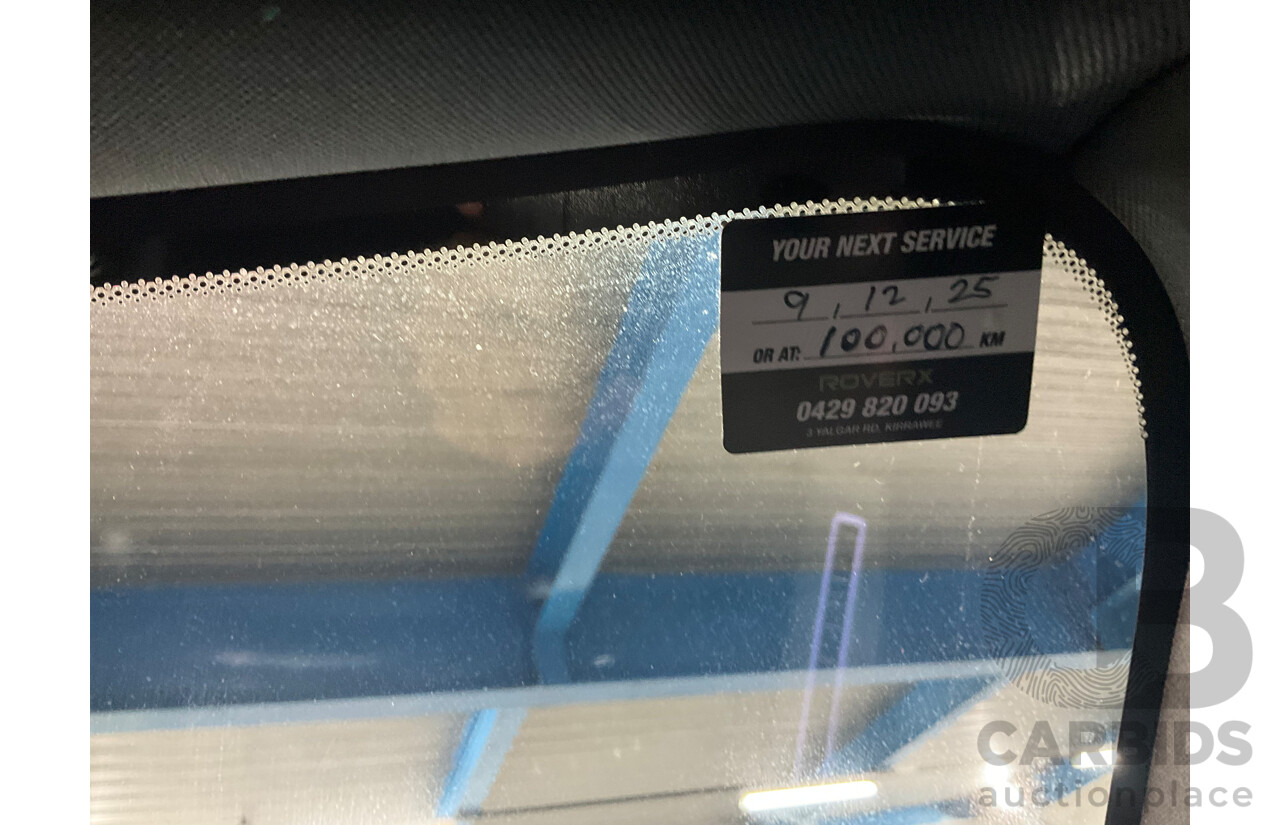 YOUR NEXT SERVICE
9, 12, 25
OR AT: 100,000 KM
ROVERX
0429 820 093
3 YALGAR RD, KIRRAWEE
CARBIDS
auctionplace